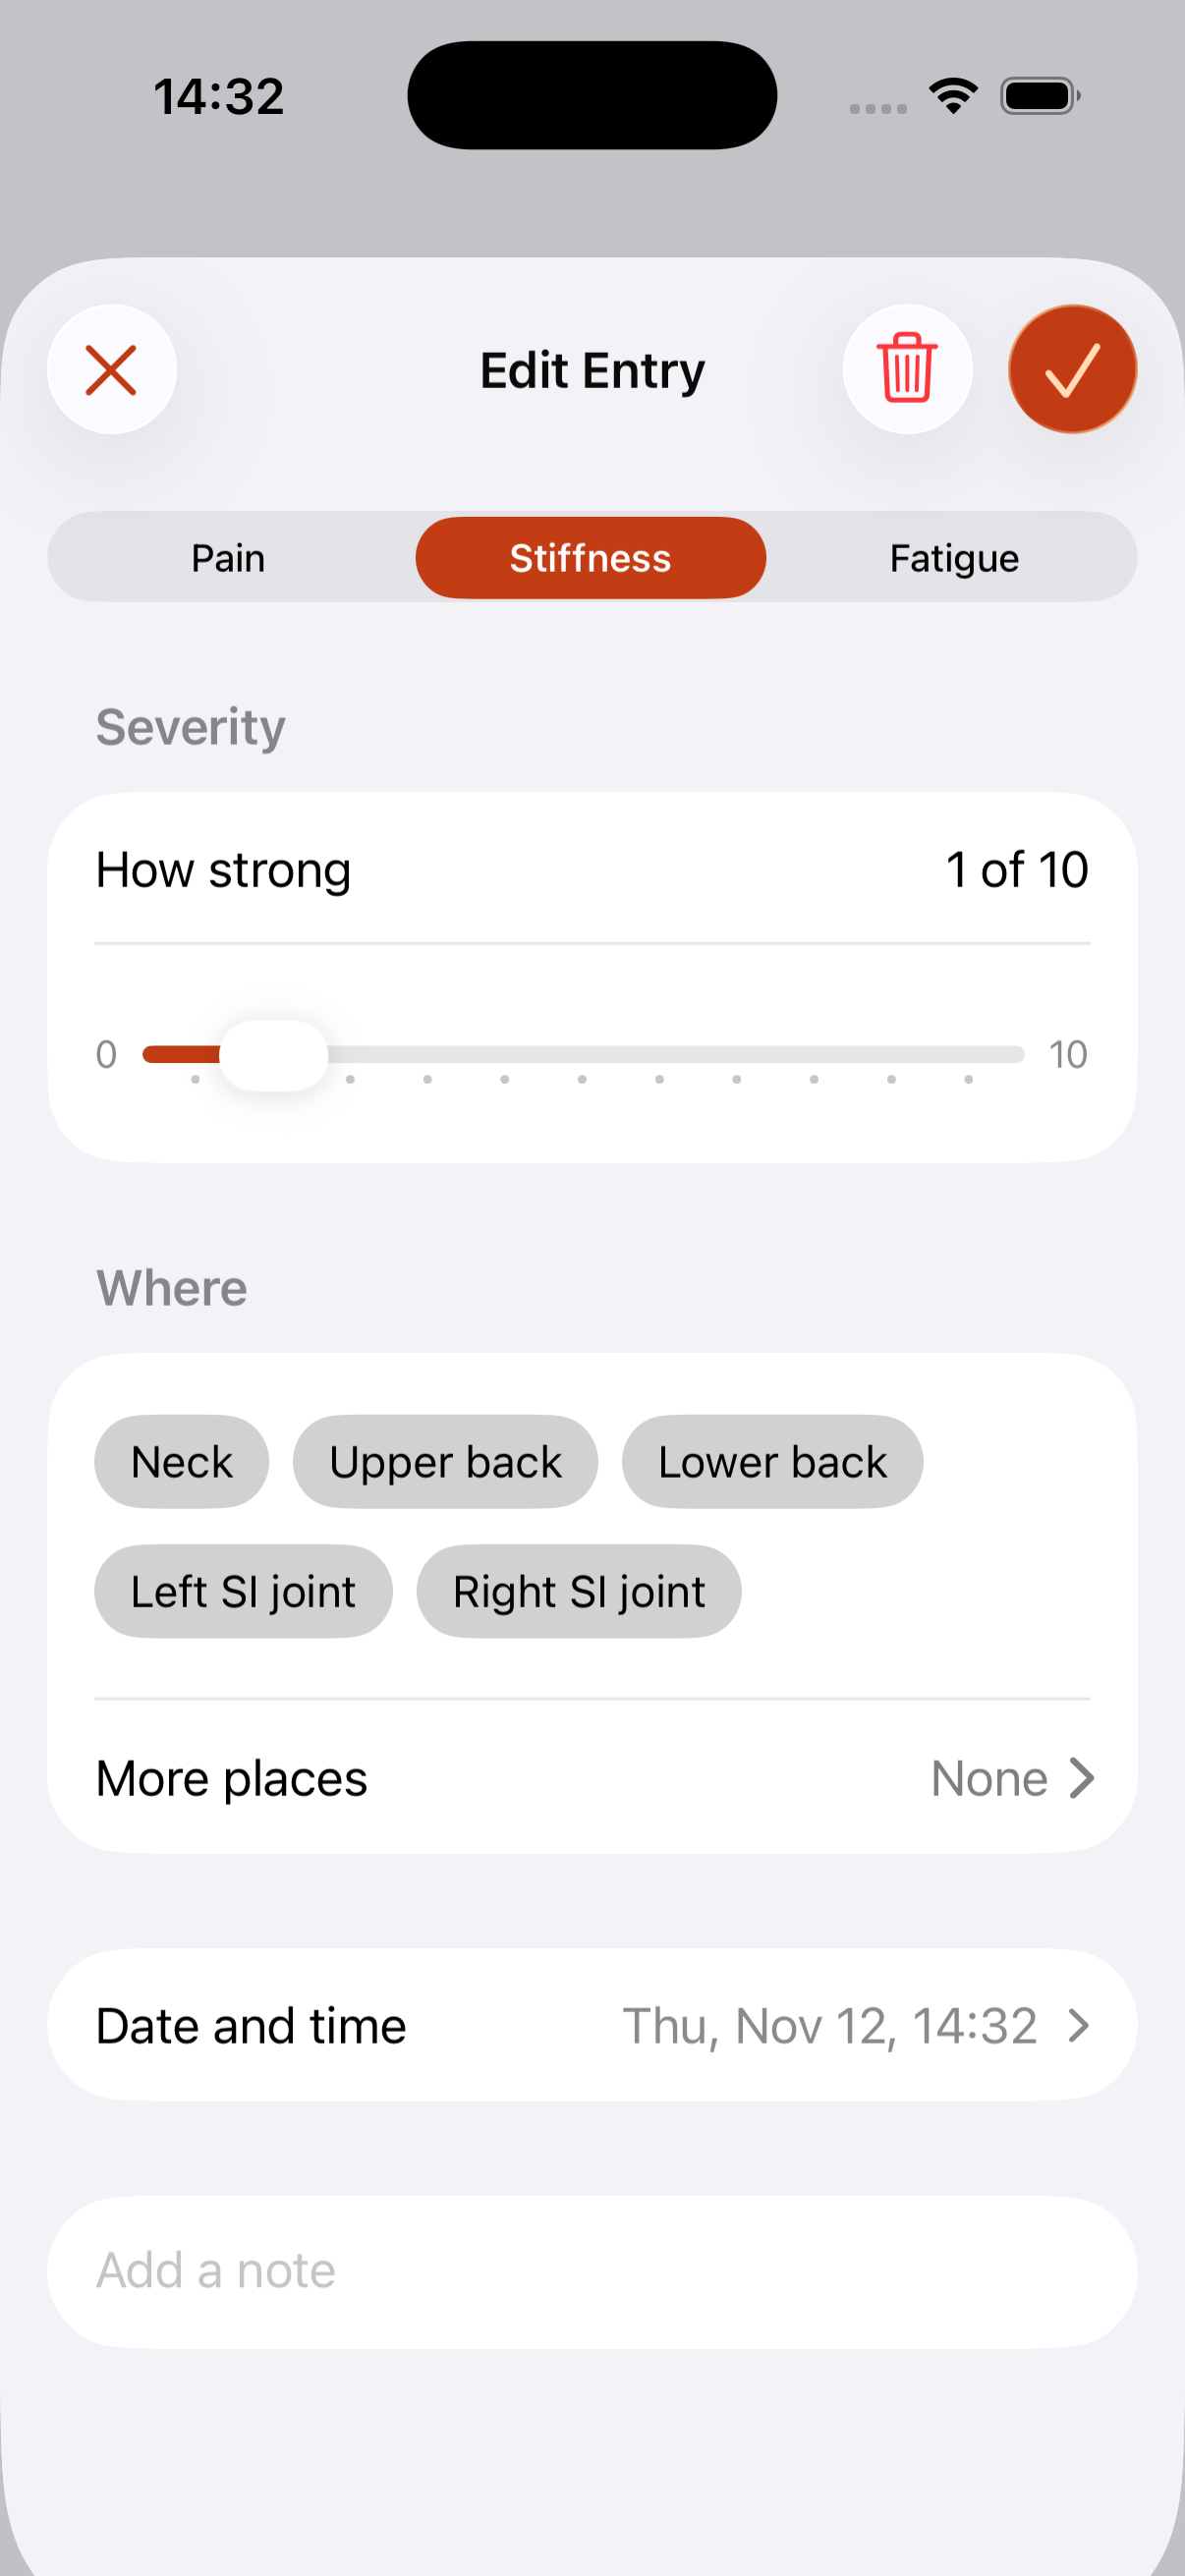 14:32
Edit Entry
Pain Stiffness Fatigue
Severity
How strong 1 of 10
0 10
Where
Neck Upper back Lower back
Left SI joint Right SI joint
More places None
Date and time Thu, Nov 12, 14:32
Add a note